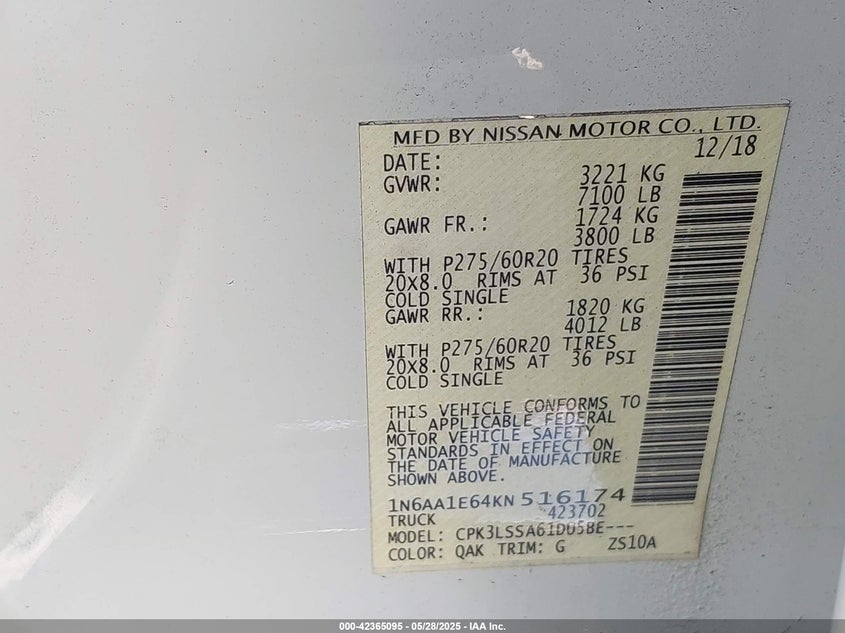 MFD BY NISSAN MOTOR CO., LTD.
DATE: 12/18
GVWR: 3221 KG
7100 LB
GAWR FR.: 1724 KG
3800 LB
WITH P275/60R20 TIRES
20x8.0 RIMS AT 36 PSI
COLD SINGLE
GAWR RR.: 1820 KG
4012 LB
WITH P275/60R20 TIRES
20x8.0 RIMS AT 36 PSI
COLD SINGLE
THIS VEHICLE CONFORMS TO
ALL APPLICABLE FEDERAL
MOTOR VEHICLE SAFETY
STANDARDS IN EFFECT ON
THE DATE OF MANUFACTURE
SHOWN ABOVE.
1N6AA1E64KN516174
TRUCK 423702
MODEL: CPK3LSSA61DU5BE---
COLOR: QAK TRIM: G ZS10A
000-42365095 - 05/28/2025 - IAA Inc.